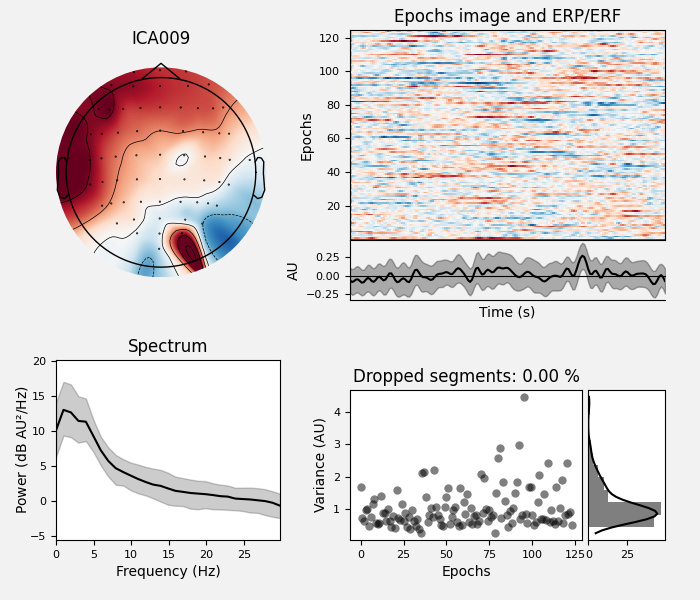 ICA009
Epochs image and ERP/ERF
Epochs
120
100
80
60
40
20
AU
0.25
0.00
−0.25
Time (s)
Spectrum
Power (dB AU²/Hz)
20
15
10
5
0
−5
0 5 10 15 20 25
Frequency (Hz)
Dropped segments: 0.00 %
Variance (AU)
4
3
2
1
0 25 50 75 100 125
Epochs
0 25